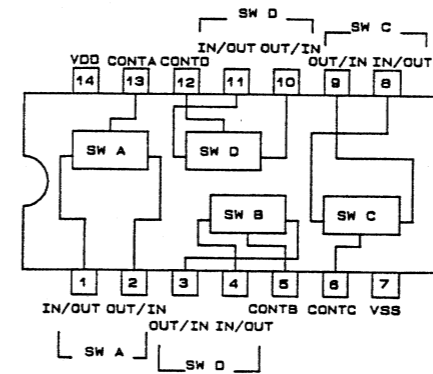 SW D SW C
IN/OUT OUT/IN OUT/IN IN/OUT
VDD CONTA CONTD
14 13 12 11 10 9 8
SW A SW D
SW B SW C
1 2 3 4 5 6 7
IN/OUT OUT/IN CONTB CONTC VSS
OUT/IN IN/OUT
SW A SW D